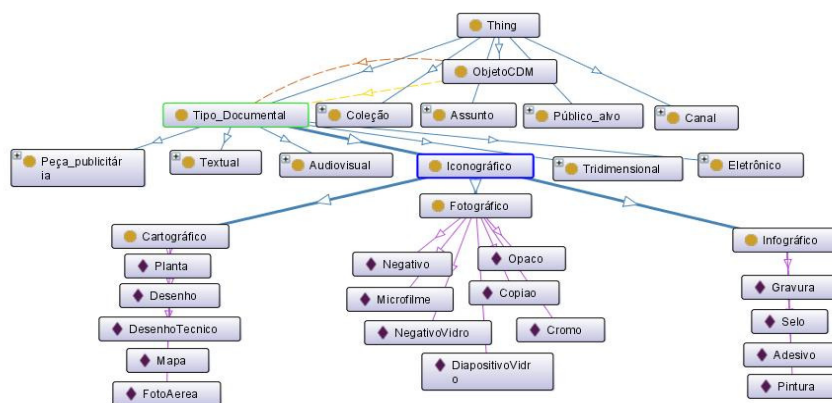 Thing
ObjetoCDM
Tipo_Documental
Coleção
Assunto
Público_alvo
Canal
Peça_publicitár
ia
Textual
Audiovisual
Iconográfico
Tridimensional
Eletrônico
Cartográfico
Fotográfico
Infográfico
Planta
Desenho
DesenhoTecnico
Mapa
FotoAerea
Negativo
Microfilme
NegativoVidro
DiapositivoVidr
o
Opaco
Copiao
Cromo
Gravura
Selo
Adesivo
Pintura